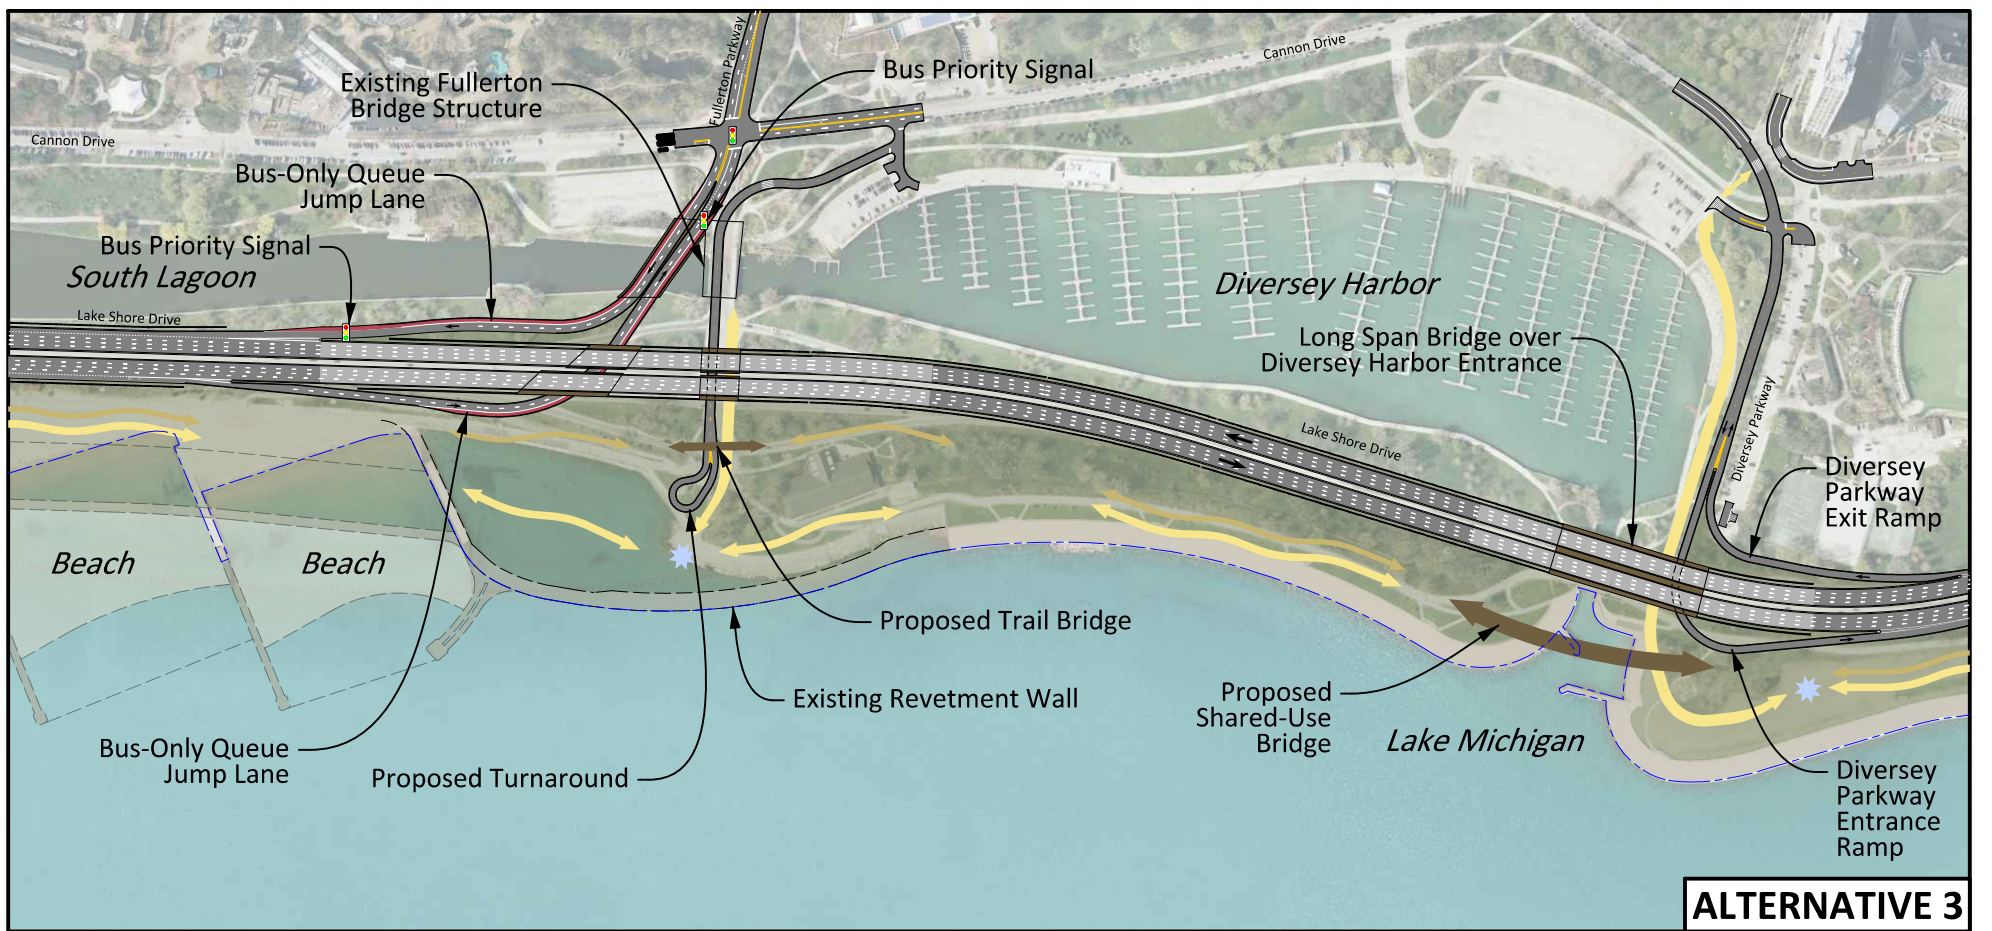 Fullerton Parkway
Cannon Drive
Existing Fullerton
Bridge Structure
Bus Priority Signal
Cannon Drive
Bus-Only Queue
Jump Lane
Bus Priority Signal
South Lagoon
Lake Shore Drive
Diversey Harbor
Long Span Bridge over
Diversey Harbor Entrance
Lake Shore Drive
Diversey Parkway
Diversey
Parkway
Exit Ramp
Beach
Beach
Proposed Trail Bridge
Existing Revetment Wall
Proposed
Shared-Use
Bridge
Lake Michigan
Bus-Only Queue
Jump Lane
Proposed Turnaround
Diversey
Parkway
Entrance
Ramp
ALTERNATIVE 3